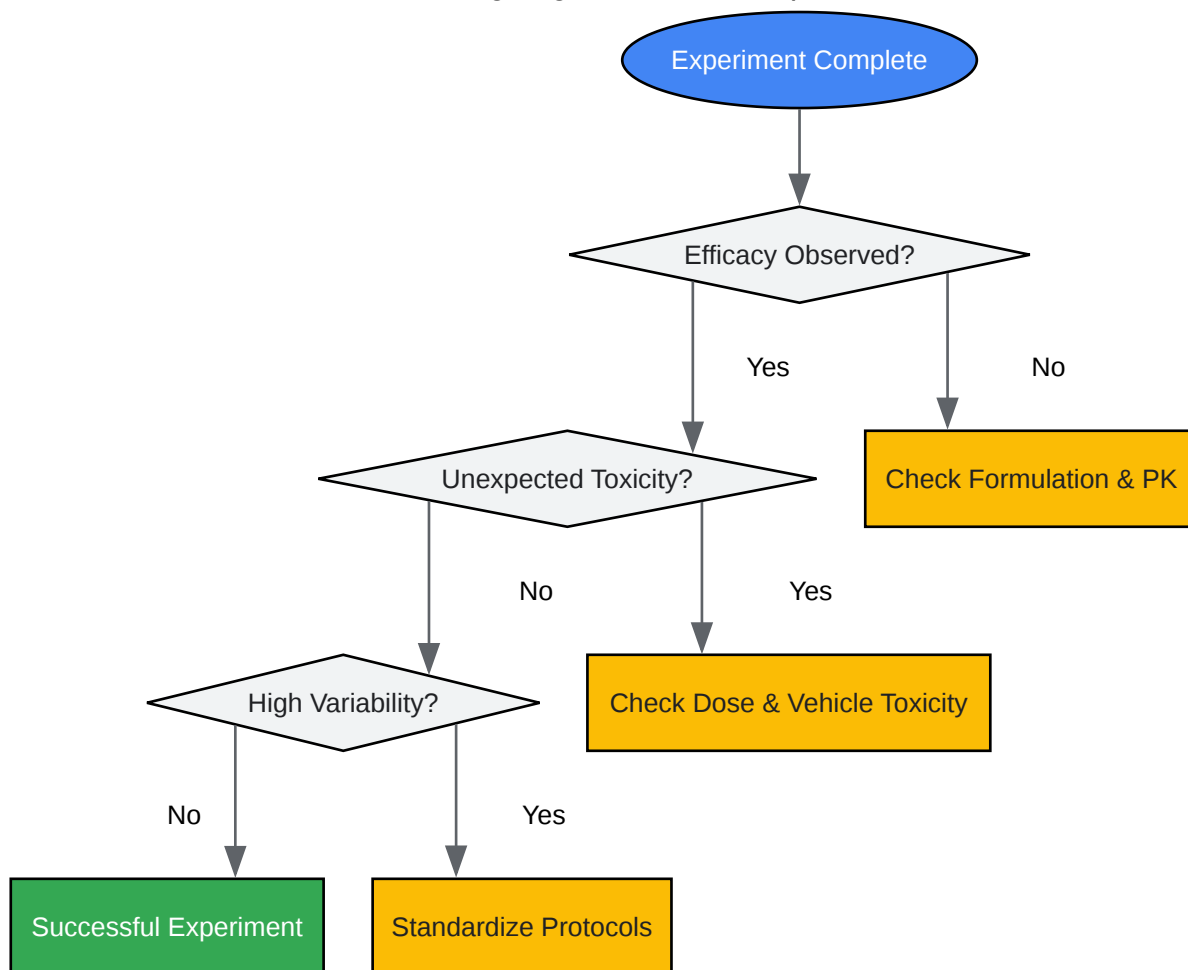 Experiment Complete
Efficacy Observed?
Yes
No
Unexpected Toxicity?
Check Formulation & PK
No
Yes
High Variability?
Check Dose & Vehicle Toxicity
No
Yes
Successful Experiment
Standardize Protocols